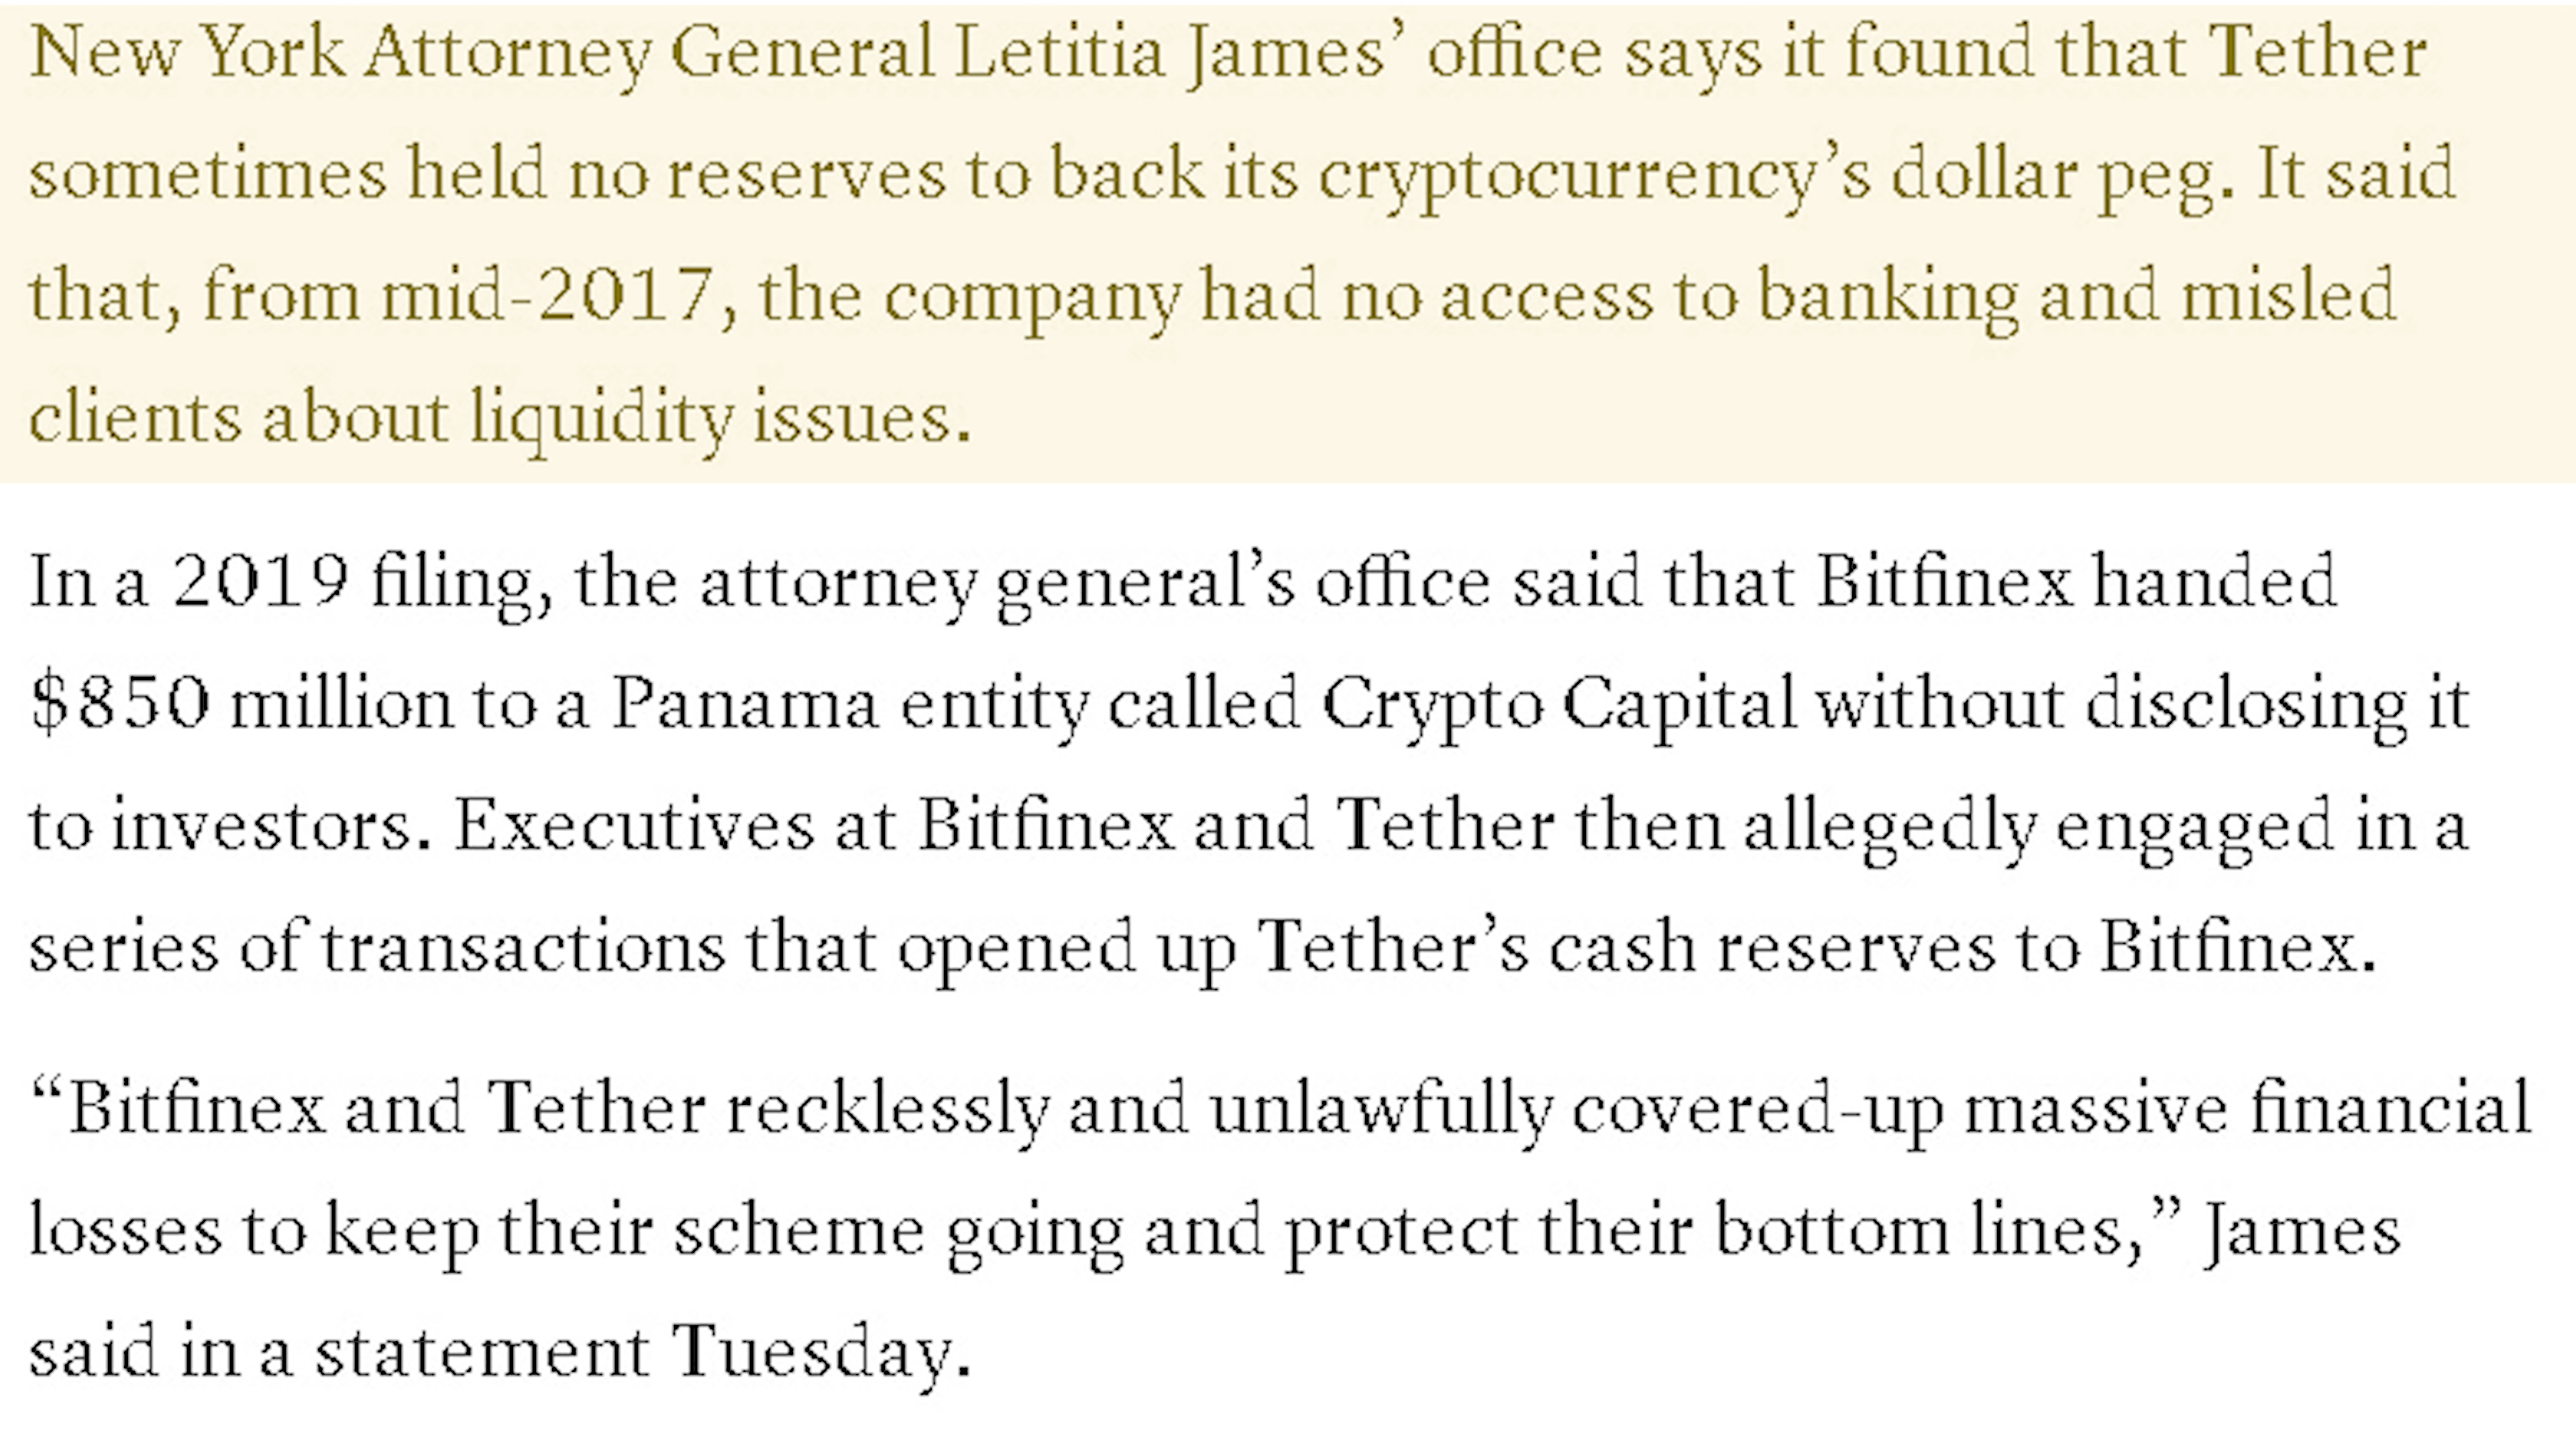 New York Attorney General Letitia James’ office says it found that Tether
sometimes held no reserves to back its cryptocurrency’s dollar peg. It said
that, from mid-2017, the company had no access to banking and misled
clients about liquidity issues.
In a 2019 filing, the attorney general’s office said that Bitfinex handed
$850 million to a Panama entity called Crypto Capital without disclosing it
to investors. Executives at Bitfinex and Tether then allegedly engaged in a
series of transactions that opened up Tether’s cash reserves to Bitfinex.
“Bitfinex and Tether recklessly and unlawfully covered-up massive financial
losses to keep their scheme going and protect their bottom lines,” James
said in a statement Tuesday.